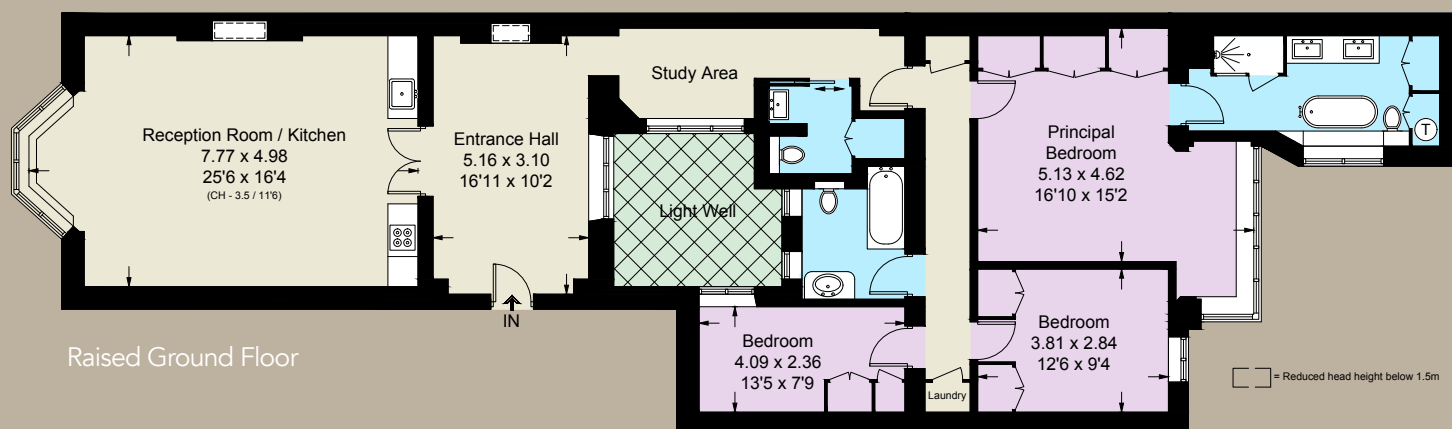 Reception Room / Kitchen
7.77 x 4.98
25'6 x 16'4
(CH - 3.5 / 11'6)
Entrance Hall
5.16 x 3.10
16'11 x 10'2
IN
Study Area
Light Well
Principal
Bedroom
5.13 x 4.62
16'10 x 15'2
T
Bedroom
4.09 x 2.36
13'5 x 7'9
Laundry
Bedroom
3.81 x 2.84
12'6 x 9'4
Raised Ground Floor
= Reduced head height below 1.5m